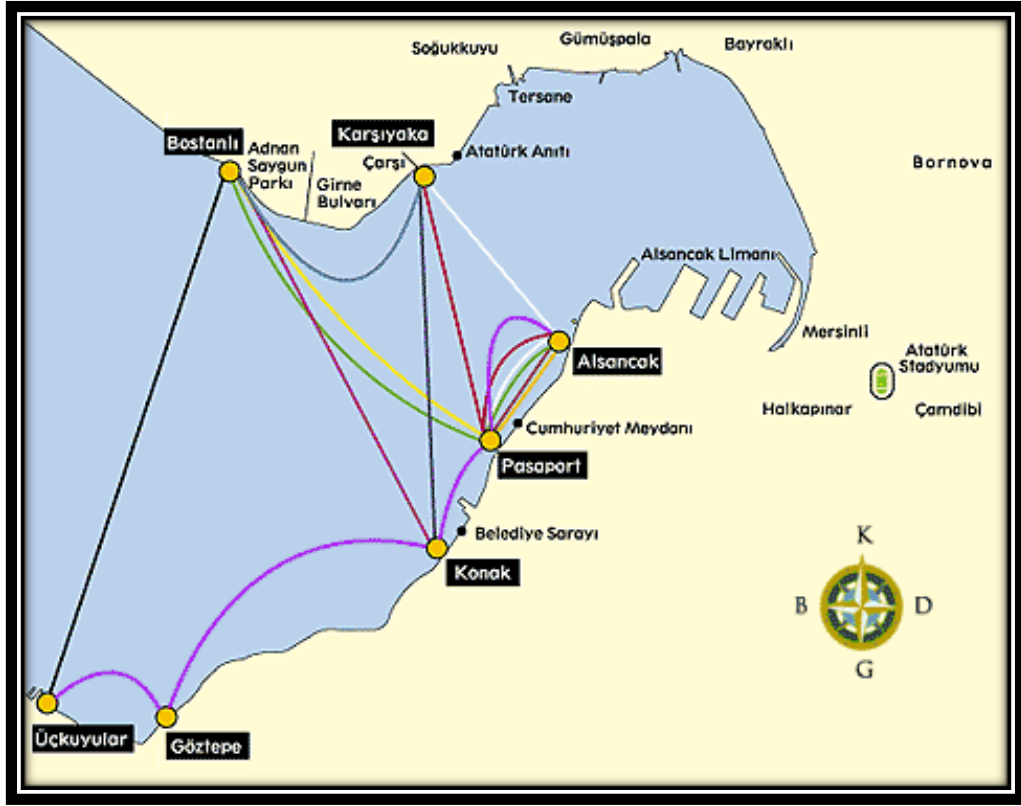 Soğukkuyu
Gümüşpala
Bayraklı
Tersane
Bostanlı
Adnan
Saygun
Parkı
Girne
Bulvarı
Karşıyaka
Çarşı
Atatürk Anıtı
Bornova
Alsancak Limanı
Mersinli
Alsancak
Atatürk
Stadyumu
Halkapınar
Çamdibi
Cumhuriyet Meydanı
Pasaport
Belediye Sarayı
Konak
K
B
D
G
Üçkuyular
Göztepe